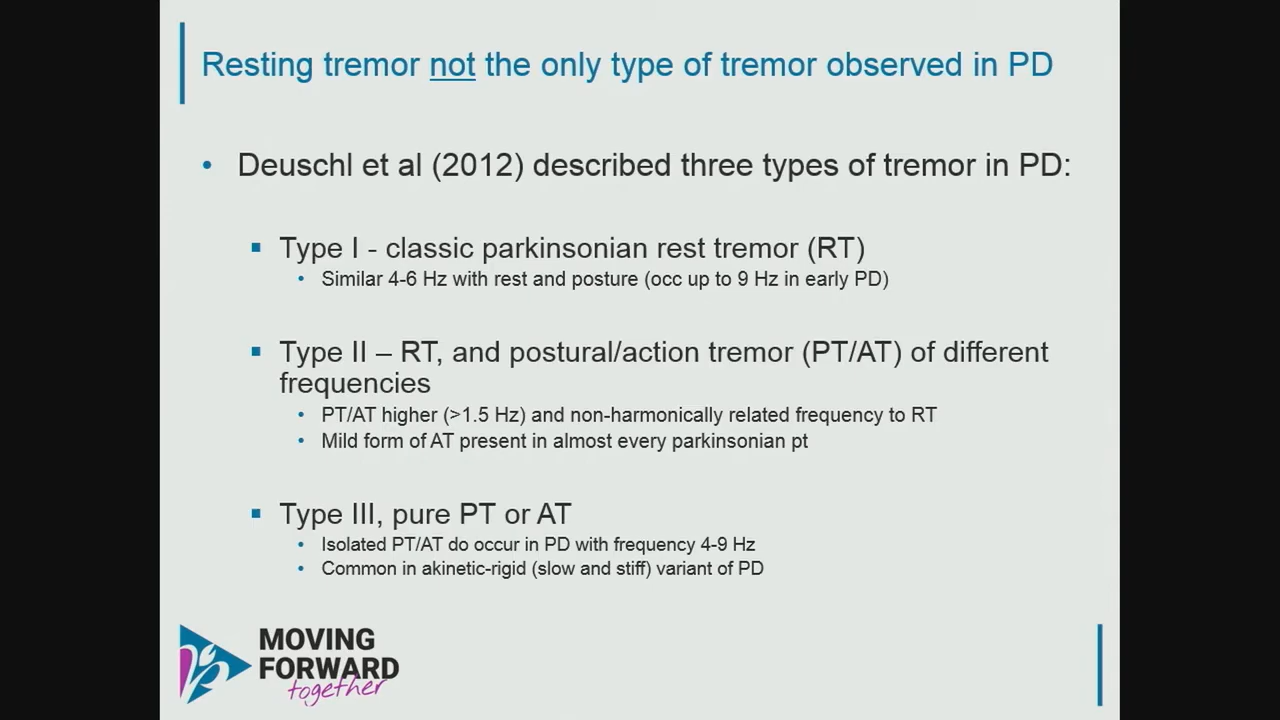 Resting tremor not the only type of tremor observed in PD
• Deuschl et al (2012) described three types of tremor in PD:
▪ Type I - classic parkinsonian rest tremor (RT)
• Similar 4-6 Hz with rest and posture (occ up to 9 Hz in early PD)
▪ Type II – RT, and postural/action tremor (PT/AT) of different
frequencies
• PT/AT higher (>1.5 Hz) and non-harmonically related frequency to RT
• Mild form of AT present in almost every parkinsonian pt
▪ Type III, pure PT or AT
• Isolated PT/AT do occur in PD with frequency 4-9 Hz
• Common in akinetic-rigid (slow and stiff) variant of PD
MOVING
FORWARD
together